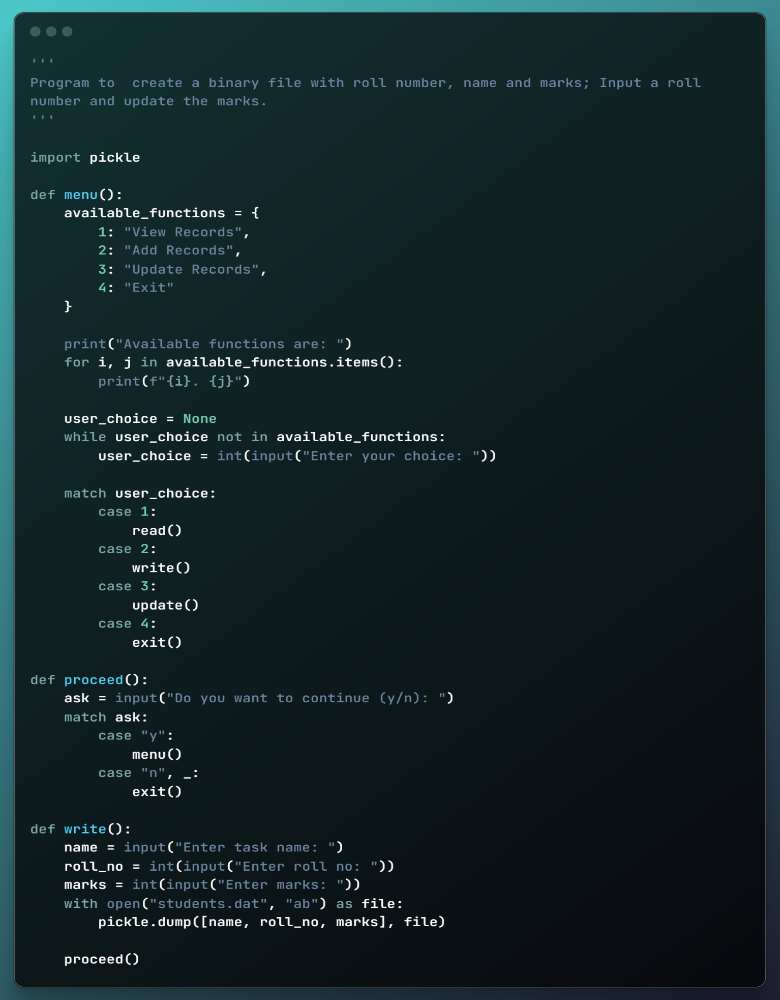 '''
Program to  create a binary file with roll number, name and marks; Input a roll
number and update the marks.
'''

import pickle

def menu():
    available_functions = {
        1: "View Records",
        2: "Add Records",
        3: "Update Records",
        4: "Exit"
    }

    print("Available functions are: ")
    for i, j in available_functions.items():
        print(f"{i}. {j}")

    user_choice = None
    while user_choice not in available_functions:
        user_choice = int(input("Enter your choice: "))

    match user_choice:
        case 1:
            read()
        case 2:
            write()
        case 3:
            update()
        case 4:
            exit()

def proceed():
    ask = input("Do you want to continue (y/n): ")
    match ask:
        case "y":
            menu()
        case "n", _:
            exit()

def write():
    name = input("Enter task name: ")
    roll_no = int(input("Enter roll no: "))
    marks = int(input("Enter marks: "))
    with open("students.dat", "ab") as file:
        pickle.dump([name, roll_no, marks], file)

    proceed()